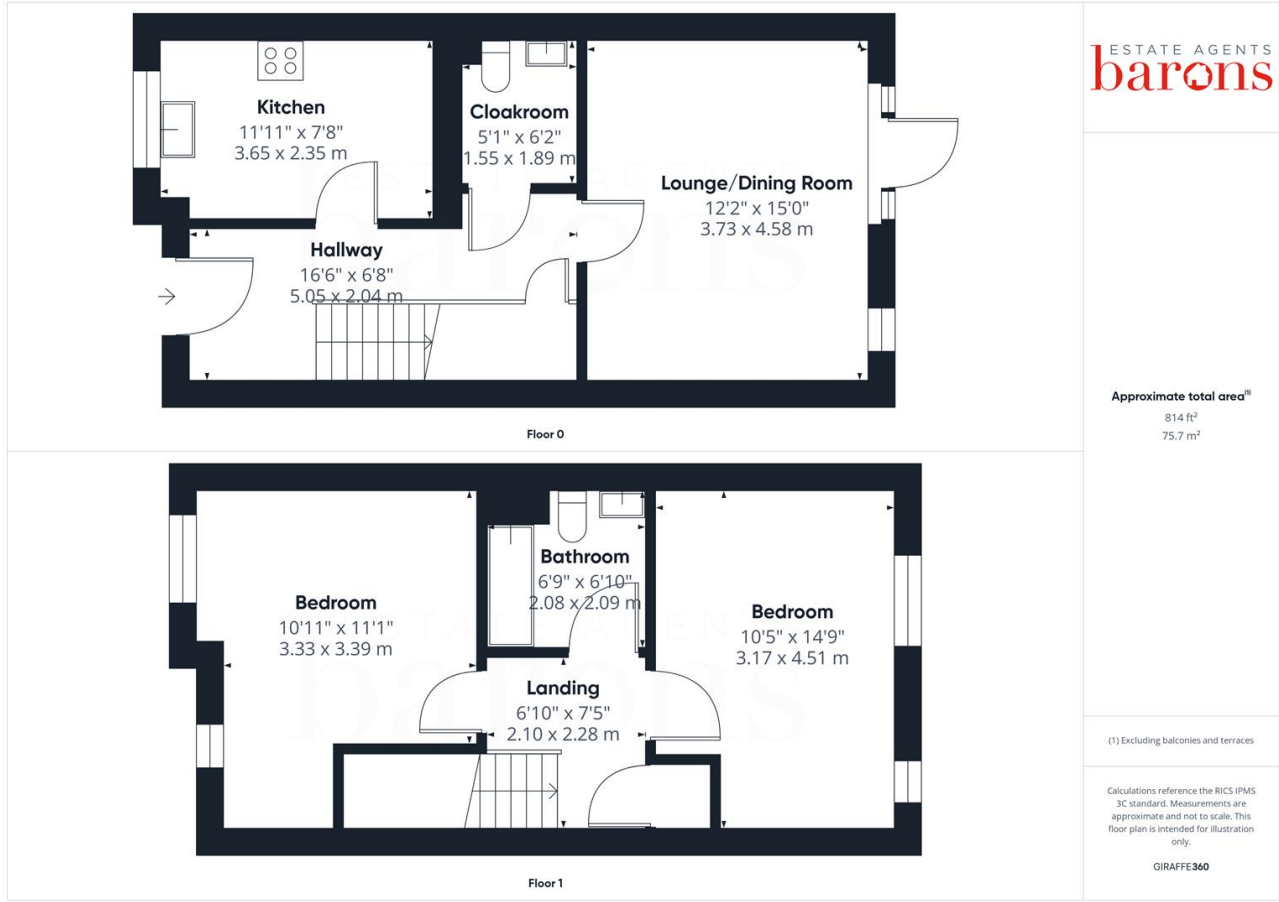 Kitchen
11'11" x 7'8"
3.65 x 2.35 m
Cloakroom
5'1" x 6'2"
1.55 x 1.89 m
Lounge/Dining Room
12'2" x 15'0"
3.73 x 4.58 m
Hallway
16'6" x 6'8"
5.05 x 2.04 m
Floor 0
Bedroom
10'11" x 11'1"
3.33 x 3.39 m
Bathroom
6'9" x 6'10"
2.08 x 2.09 m
Bedroom
10'5" x 14'9"
3.17 x 4.51 m
Landing
6'10" x 7'5"
2.10 x 2.28 m
Floor 1
ESTATE AGENTS
barons
ESTATE AGENTS
barons
ESTATE AGENTS
barons
Approximate total area(1)
814 ft²
75.7 m²
(1) Excluding balconies and terraces
Calculations reference the RICS IPMS
3C standard. Measurements are
approximate and not to scale. This
floor plan is intended for illustration
only.
GIRAFFE360